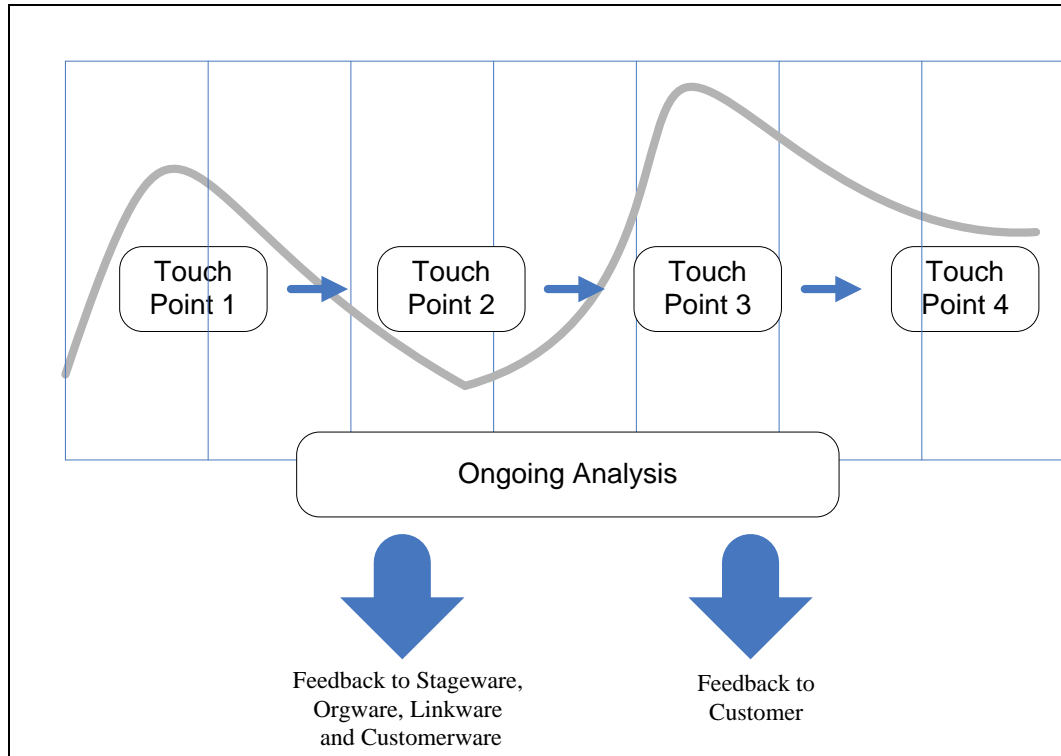 Touch
Point 1
Touch
Point 2
Touch
Point 3
Touch
Point 4
Ongoing Analysis
Feedback to Stageware,
Orgware, Linkware
and Customerware
Feedback to
Customer